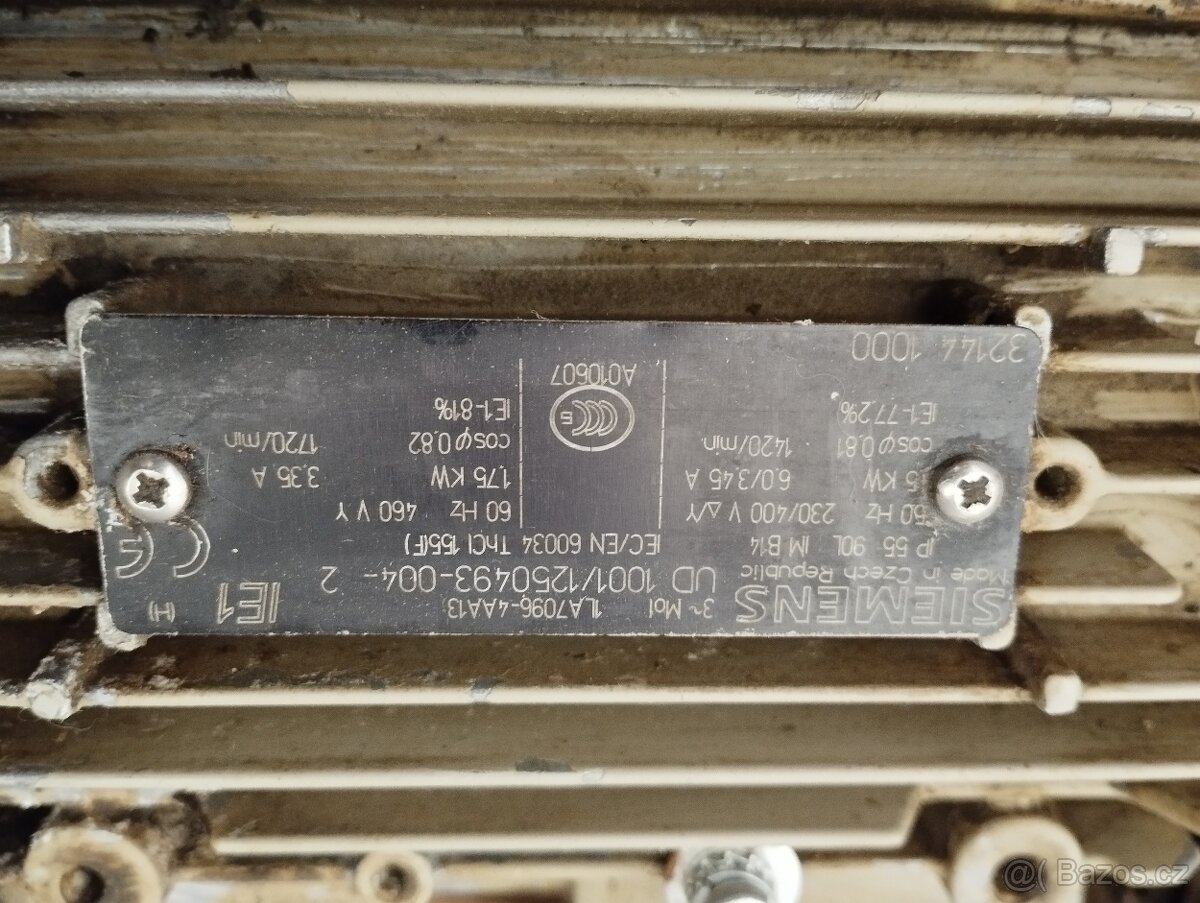 SIEMENS 3~ Mot 1LA7096-4AA13 IE1 (H)
Made in Czech Republic UD 1001/1250493-004-2 CE
IP 55 90L IM B14 IEC/EN 60034 ThCl 155(F)
50 Hz 230/400 V Δ/Y 60 Hz 460 V Y
5 KW 6.0/3.45 A 1,75 KW 3.35 A
cosφ 0,81 1420/min. cosφ 0,82 1720/min
IE1-77,2% IE1-81%
CCC S
A010607
32144 1000
@( Bazos.cz